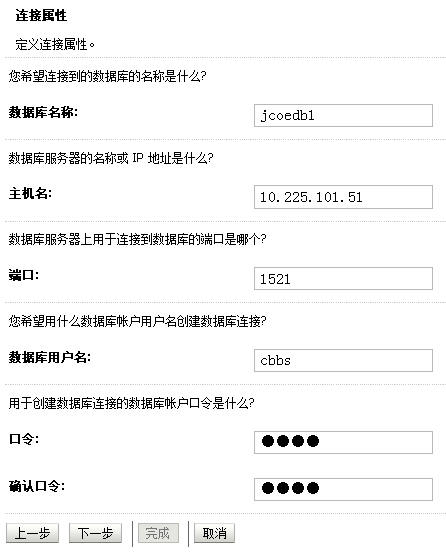 连接属性
定义连接属性。
您希望连接到的数据库的名称是什么?
数据库名称: jcoedb1
数据库服务器的名称或 IP 地址是什么?
主机名: 10.225.101.51
数据库服务器上用于连接到数据库的端口是哪个?
端口: 1521
您希望用什么数据库帐户用户名创建数据库连接?
数据库用户名: cbbs
用于创建数据库连接的数据库帐户口令是什么?
口令: ●●●●
确认口令: ●●●●
上一步 下一步 完成 取消